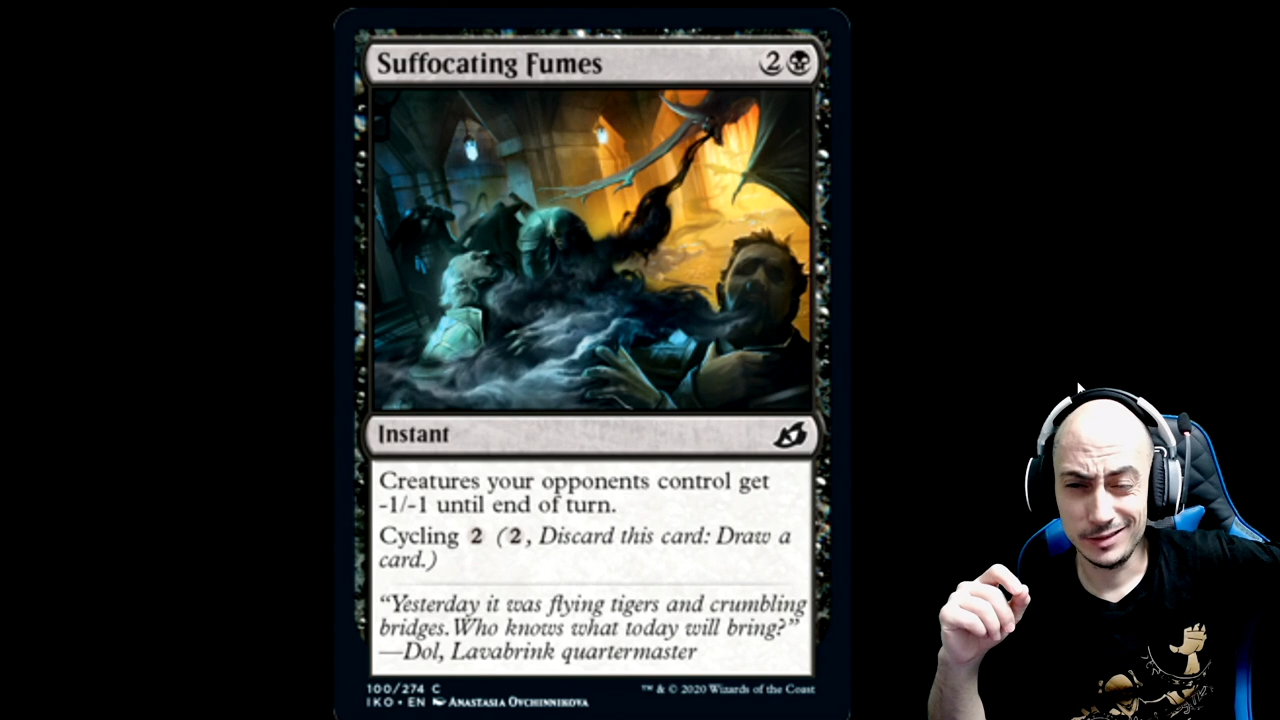 Suffocating Fumes 2
Instant
Creatures your opponents control get
-1/-1 until end of turn.
Cycling 2 (2, Discard this card: Draw a
card.)
“Yesterday it was flying tigers and crumbling
bridges. Who knows what today will bring?”
—Dol, Lavabrink quartermaster
100/274 C
™ & © 2020 Wizards of the Coast
IKO • EN ANASTASIA OVCHINNIKOVA